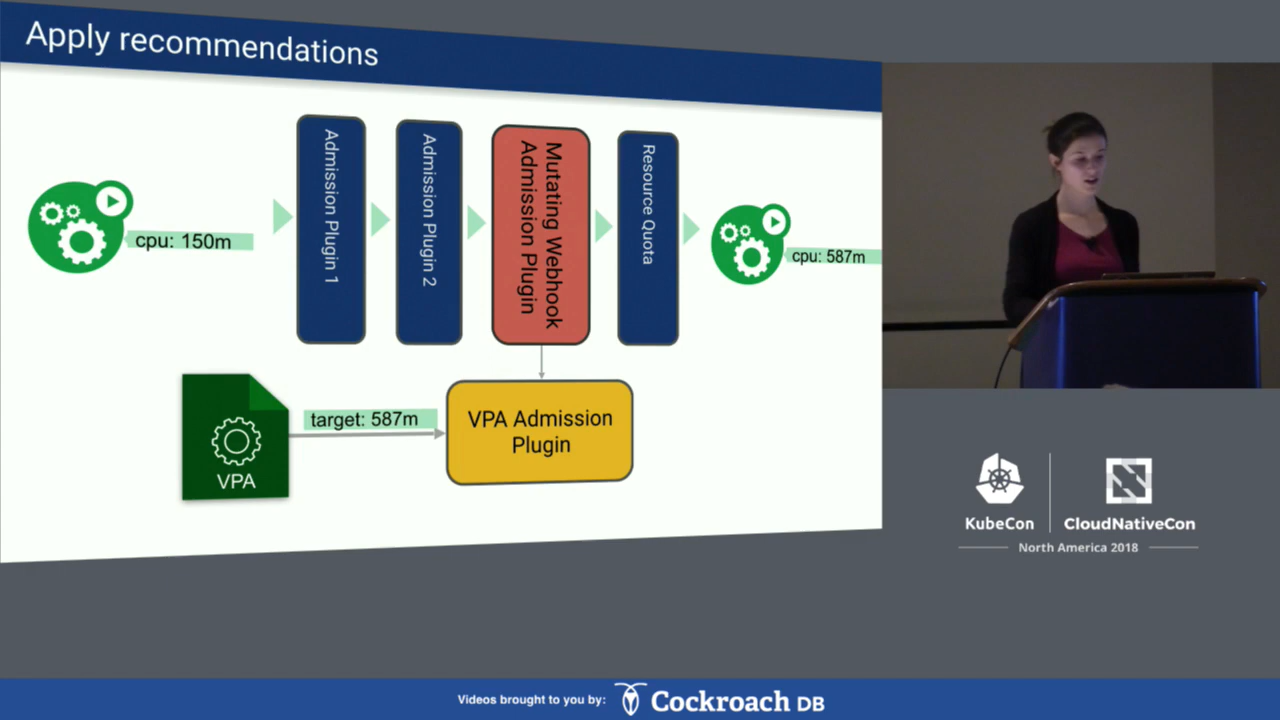 Apply recommendations
cpu: 150m
Admission Plugin 1
Admission Plugin 2
Mutating Webhook
Admission Plugin
Resource Quota
cpu: 587m
target: 587m
VPA
VPA Admission
Plugin
KubeCon
CloudNativeCon
North America 2018
Videos brought to you by:
Cockroach DB